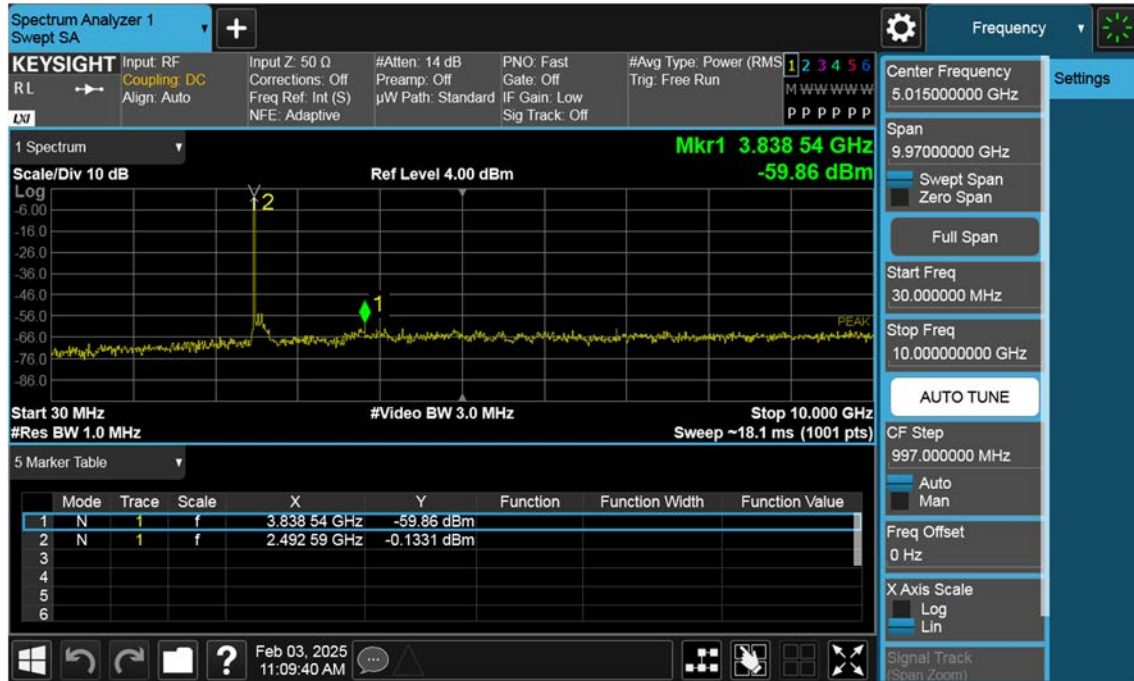 Spectrum Analyzer 1
Swept SA
+
Frequency
KEYSIGHT
RL
LXI
Input: RF
Coupling: DC
Align: Auto
Input Z: 50 Ω
Corrections: Off
Freq Ref: Int (S)
NFE: Adaptive
#Atten: 14 dB
Preamp: Off
µW Path: Standard
PNO: Fast
Gate: Off
IF Gain: Low
Sig Track: Off
#Avg Type: Power (RMS
Trig: Free Run
1 2 3 4 5 6
M W W W W W
P P P P P P
1 Spectrum
Scale/Div 10 dB
Ref Level 4.00 dBm
Mkr1 3.838 54 GHz
-59.86 dBm
Log
-6.00
-16.0
-26.0
-36.0
-46.0
-56.0
-66.0
-76.0
-86.0
2
1
PEAK
Start 30 MHz
#Video BW 3.0 MHz
Stop 10.000 GHz
#Res BW 1.0 MHz
Sweep ~18.1 ms (1001 pts)
5 Marker Table
Mode Trace Scale X Y Function Function Width Function Value
1 N 1 f 3.838 54 GHz -59.86 dBm
2 N 1 f 2.492 59 GHz -0.1331 dBm
3
4
5
6
?
Feb 03, 2025
11:09:40 AM
Center Frequency
5.015000000 GHz
Settings
Span
9.97000000 GHz
Swept Span
Zero Span
Full Span
Start Freq
30.000000 MHz
Stop Freq
10.000000000 GHz
AUTO TUNE
CF Step
997.000000 MHz
Auto
Man
Freq Offset
0 Hz
X Axis Scale
Log
Lin
Signal Track
(Span Zoom)